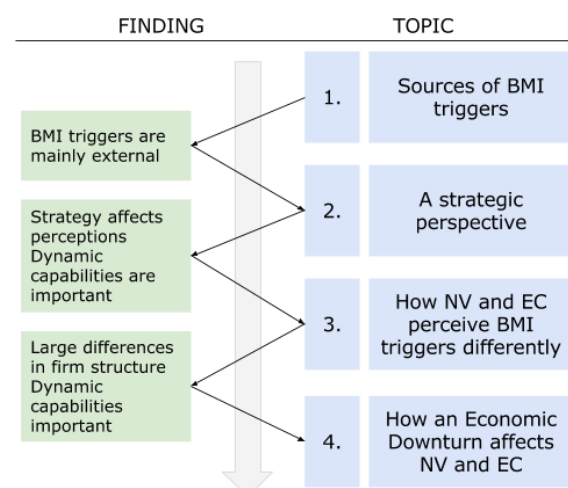 FINDING
TOPIC
1.
Sources of BMI
triggers
BMI triggers are
mainly external
2.
A strategic
perspective
Strategy affects
perceptions
Dynamic
capabilities are
important
3.
How NV and EC
perceive BMI
triggers differently
Large differences
in firm structure
Dynamic
capabilities
important
4.
How an Economic
Downturn affects
NV and EC